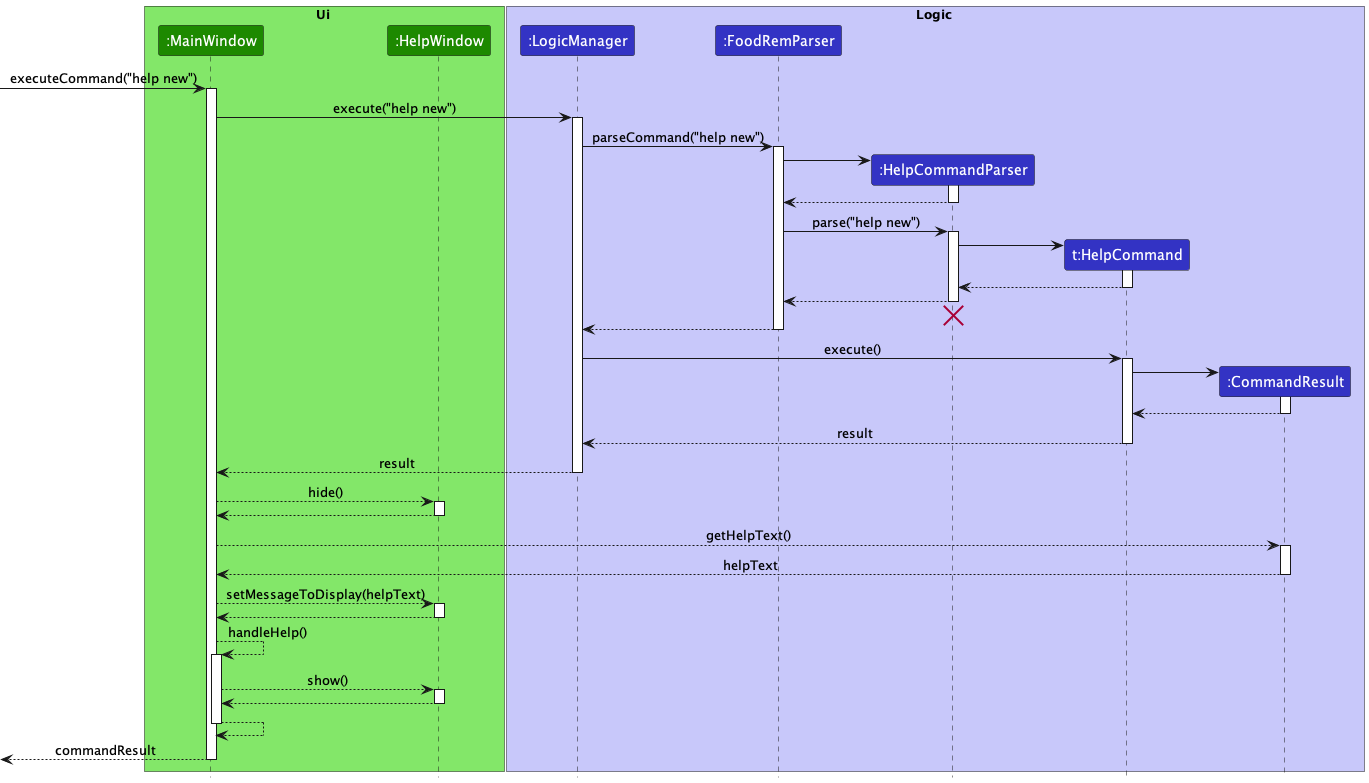 Ui
Logic
:MainWindow
:HelpWindow
:LogicManager
:FoodRemParser
executeCommand("help new")
execute("help new")
parseCommand("help new")
:HelpCommandParser
parse("help new")
t:HelpCommand
execute()
:CommandResult
result
result
hide()
getHelpText()
helpText
setMessageToDisplay(helpText)
handleHelp()
show()
commandResult